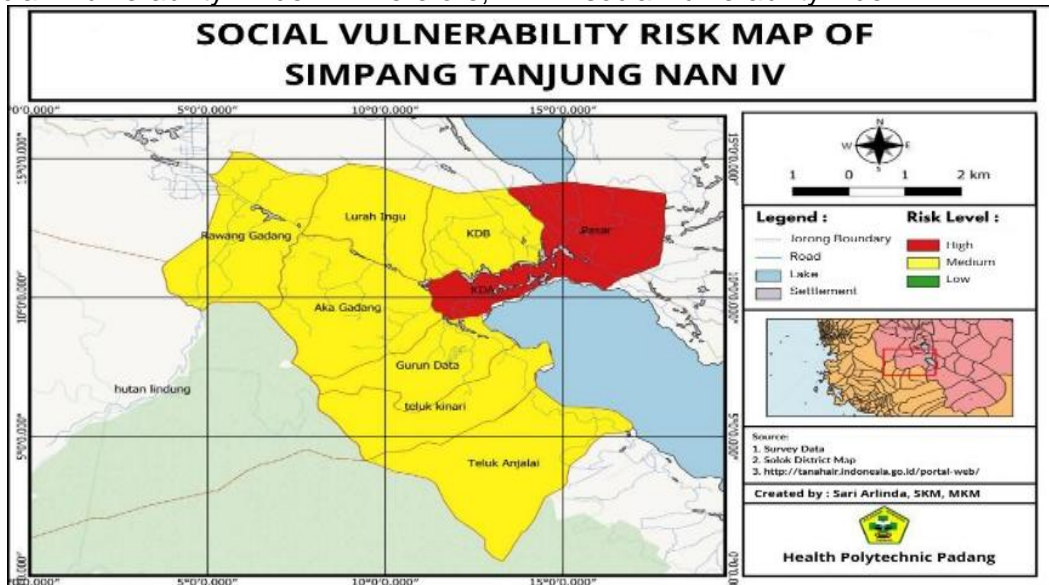 SOCIAL VULNERABILITY RISK MAP OF
SIMPANG TANJUNG NAN IV
5°0'0.000"
10°0'0.000"
15°0'0.000"
15°0'0.000"
10°0'0.000"
Lurah Ingu
Rawang Gadang
KDB
Pasar
KDA
Aka Gadang
Gurun Data
hutan lindung
teluk kinari
Teluk Anjalai
5°0'0.000"
10°0'0.000"
15°0'0.000"
N
W E
S
1 0 1 2 km
Legend : Risk Level :
Jorong Boundary High
Road Medium
Lake Low
Settlement
Source:
1. Survey Data
2. Solok District Map
3. http://tanahair.indonesia.go.id/portal-web/
Created by : Sari Arlinda, SKM, MKM
Health Polytechnic Padang